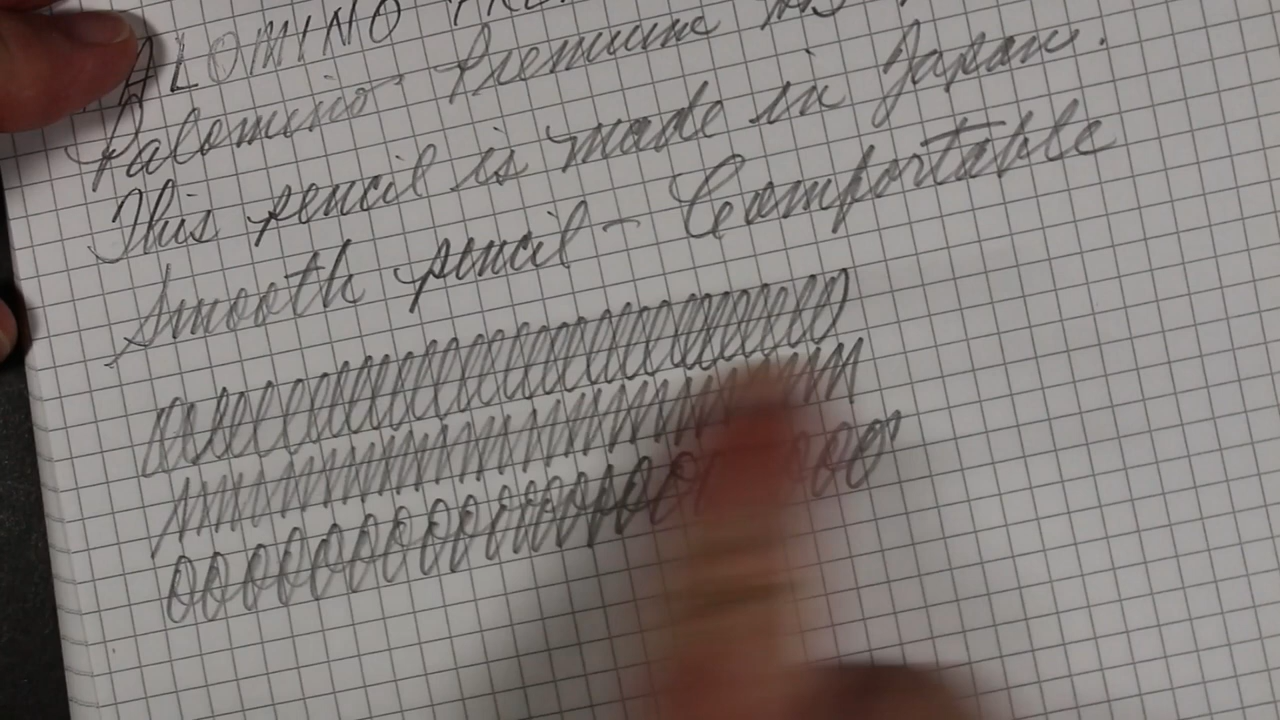 ALOMINO
Palomino Premium
This pencil is made in Japan.
Smooth pencil - Comfortable